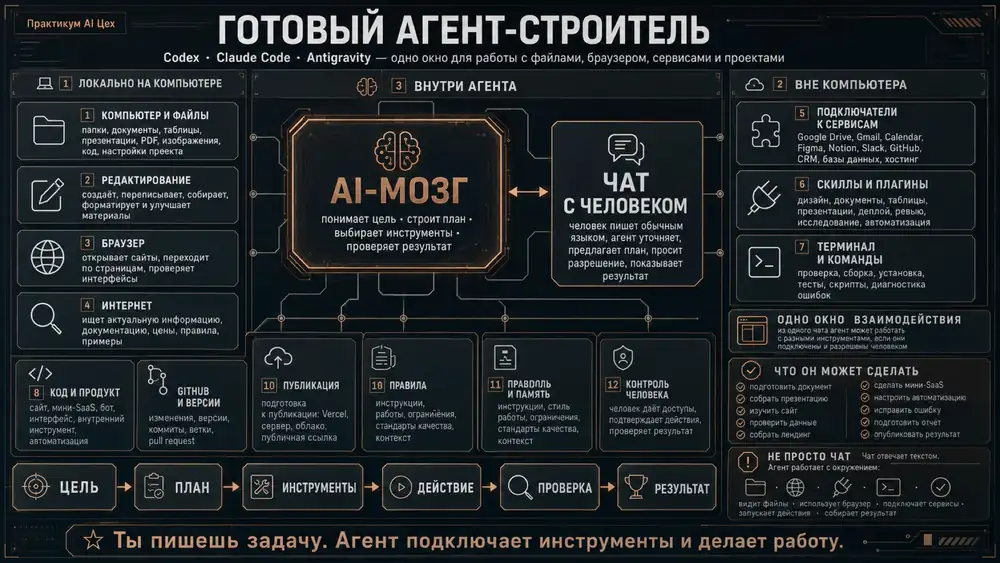 Практикум AI Цех
ГОТОВЫЙ АГЕНТ-СТРОИТЕЛЬ
Codex · Claude Code · Antigravity — одно окно для работы с файлами, браузером, сервисами и проектами
1 ЛОКАЛЬНО НА КОМПЬЮТЕРЕ
1 КОМПЬЮТЕР И ФАЙЛЫ
папки, документы, таблицы,
презентации, PDF, изображения,
код, настройки проекта
2 РЕДАКТИРОВАНИЕ
создаёт, переписывает, собирает,
форматирует и улучшает
материалы
3 БРАУЗЕР
открывает сайты, переходит
по страницам, проверяет
интерфейсы
4 ИНТЕРНЕТ
ищет актуальную информацию,
документацию, цены, правила,
примеры
3 ВНУТРИ АГЕНТА
AI-МОЗГ
понимает цель · строит план ·
выбирает инструменты ·
проверяет результат
ЧАТ
С ЧЕЛОВЕКОМ
человек пишет обычным
языком, агент уточняет,
предлагает план, просит
разрешение, показывает
результат
2 ВНЕ КОМПЬЮТЕРА
5 ПОДКЛЮЧАТЕЛИ
К СЕРВИСАМ
Google Drive, Gmail, Calendar,
Figma, Notion, Slack, GitHub,
CRM, базы данных, хостинг
6 СКИЛЛЫ И ПЛАГИНЫ
дизайн, документы, таблицы,
презентации, деплой, ревью,
исследование, автоматизация
7 ТЕРМИНАЛ
И КОМАНДЫ
проверка, сборка, установка,
тесты, скрипты, диагностика
ошибок
ОДНО ОКНО ВЗАИМОДЕЙСТВИЯ
из одного чата агент может работать
с разными инструментами, если они
подключены и разрешены человеком
8 КОД И ПРОДУКТ
сайт, мини-SaaS, бот,
интерфейс, внутренний
инструмент,
автоматизация
GITHUB
И ВЕРСИИ
изменения, версии,
коммиты, ветки,
pull request
10 ПУБЛИКАЦИЯ
подготовка
к публикации: Vercel,
сервер, облако,
публичная ссылка
10 ПРАВИЛА
инструкции,
работы, ограничения,
стандарты качества,
контекст
11 ПРАВОПЛЬ
И ПАМЯТЬ
инструкции, стиль
работы, ограничения,
стандарты качества,
контекст
12 КОНТРОЛЬ
ЧЕЛОВЕКА
человек даёт доступы,
подтверждает действия,
проверяет результат
ЧТО ОН МОЖЕТ СДЕЛАТЬ
подготовить документ
собрать презентацию
изучить сайт
проверить данные
собрать лендинг
сделать мини-SaaS
настроить автоматизацию
исправить ошибку
подготовить отчёт
опубликовать результат
НЕ ПРОСТО ЧАТ Чат отвечает текстом.
Агент работает с окружением:
видит файлы · использует браузер · подключает сервисы ·
запускает действия · собирает результат
ЦЕЛЬ
ПЛАН
ИНСТРУМЕНТЫ
ДЕЙСТВИЕ
ПРОВЕРКА
РЕЗУЛЬТАТ
Ты пишешь задачу. Агент подключает инструменты и делает работу.